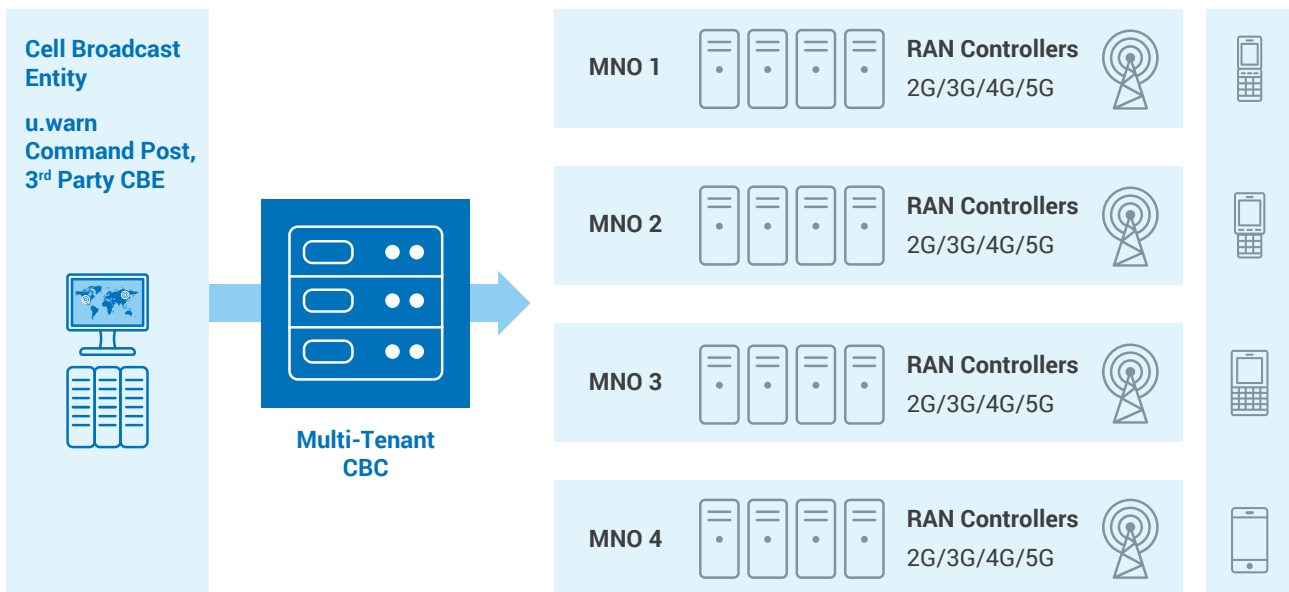 Cell Broadcast
Entity
u.warn
Command Post,
3rd Party CBE
Multi-Tenant
CBC
MNO 1
RAN Controllers
2G/3G/4G/5G
MNO 2
RAN Controllers
2G/3G/4G/5G
MNO 3
RAN Controllers
2G/3G/4G/5G
MNO 4
RAN Controllers
2G/3G/4G/5G